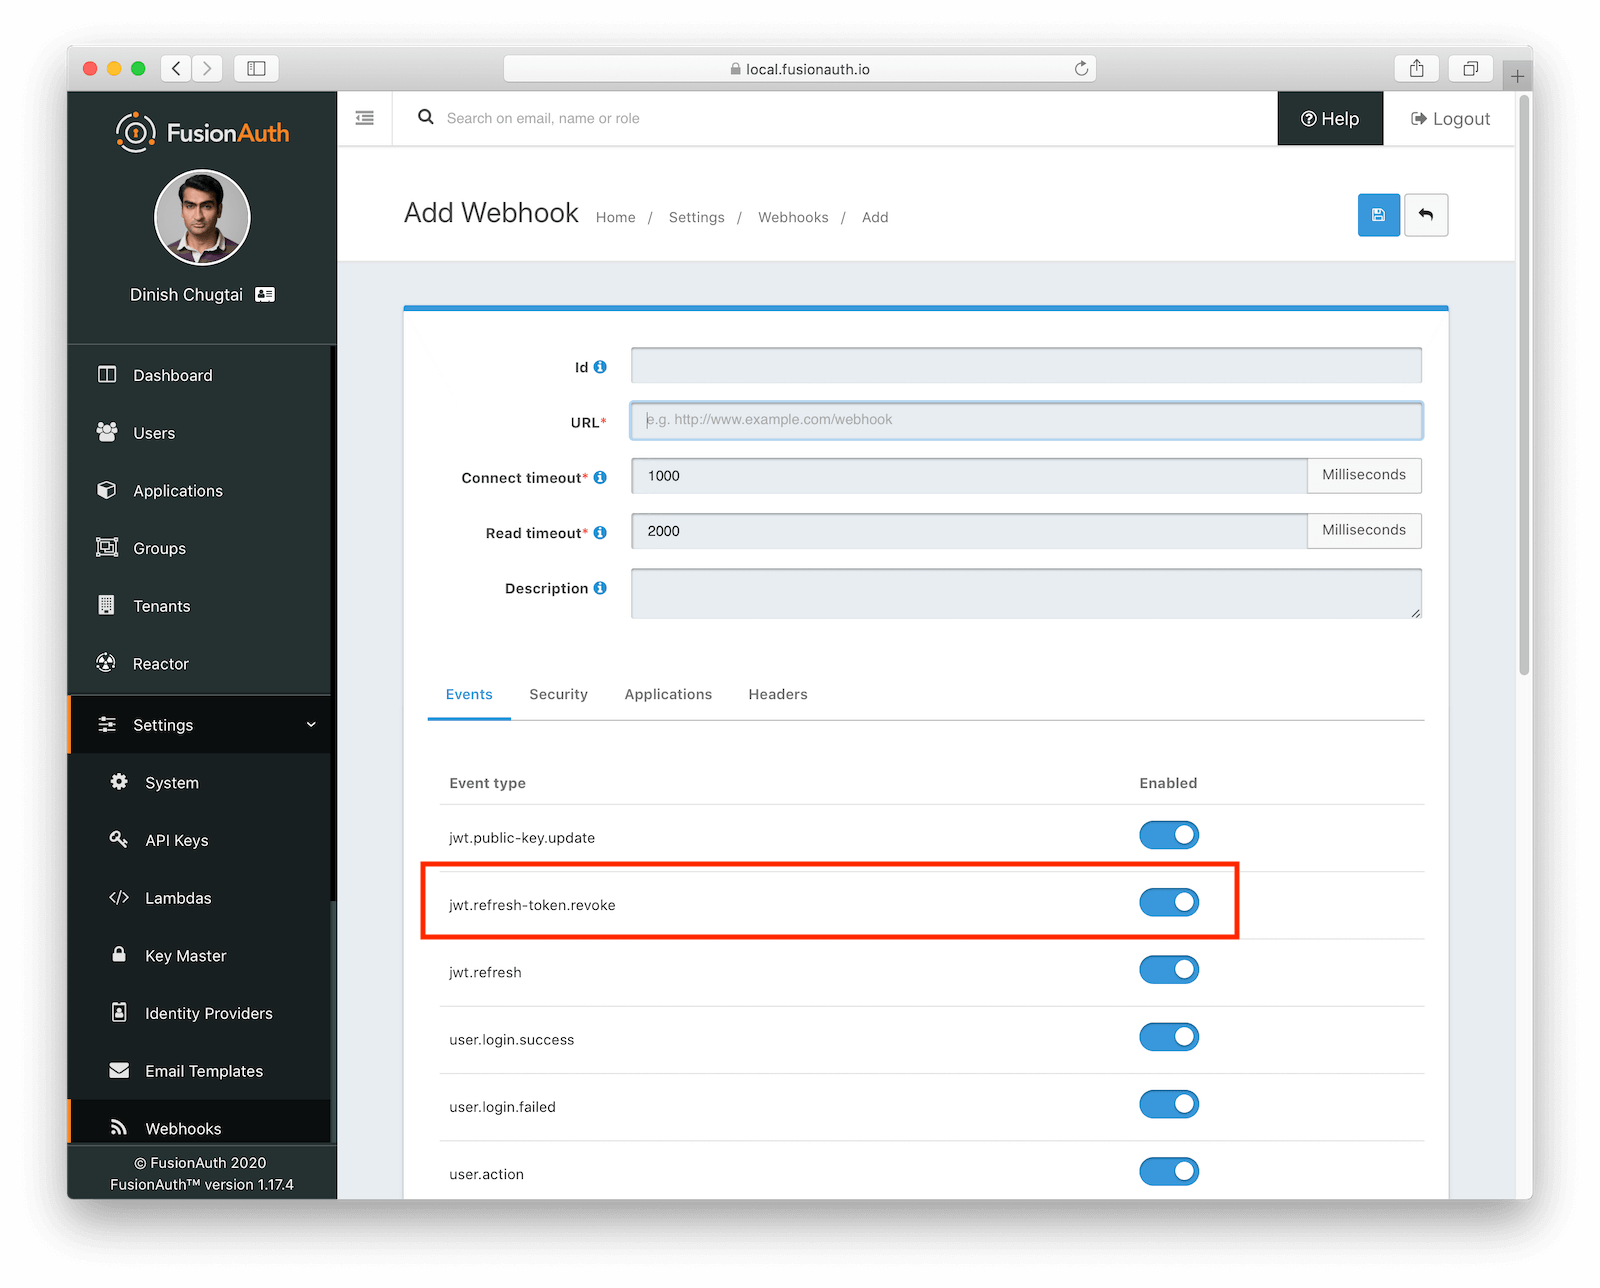 local.fusionauth.io
FusionAuth
Search on email, name or role
Help
Logout
Dinish Chugtai
Add Webhook
Home / Settings / Webhooks / Add
Dashboard
Users
Applications
Groups
Tenants
Reactor
Settings
System
API Keys
Lambdas
Key Master
Identity Providers
Email Templates
Webhooks
© FusionAuth 2020
FusionAuth™ version 1.17.4
Id
URL*
e.g. http://www.example.com/webhook
Connect timeout*
1000
Milliseconds
Read timeout*
2000
Milliseconds
Description
Events
Security
Applications
Headers
Event type
Enabled
jwt.public-key.update
jwt.refresh-token.revoke
jwt.refresh
user.login.success
user.login.failed
user.action